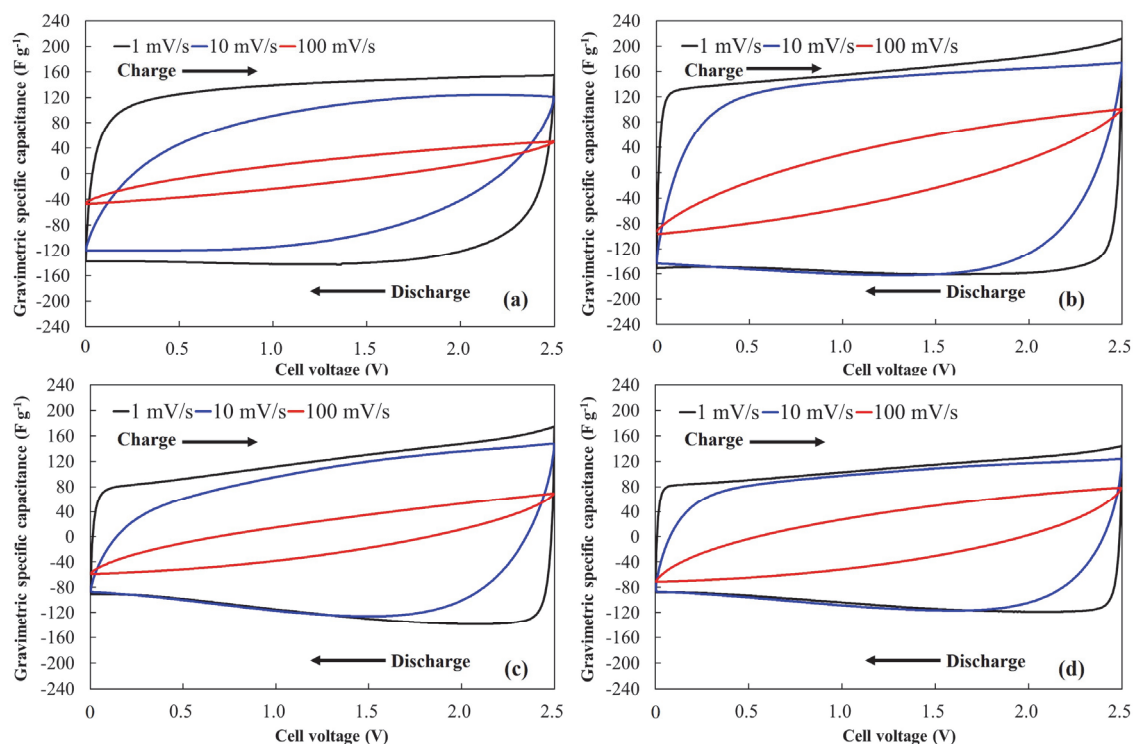 1 mV/s 10 mV/s 100 mV/s
Charge
Discharge
(a)
Gravimetric specific capacitance (F g⁻¹)
240
200
160
120
80
40
0
-40
-80
-120
-160
-200
-240
0 0.5 1.0 1.5 2.0 2.5
Cell voltage (V)
1 mV/s 10 mV/s 100 mV/s
Charge
Discharge
(b)
Gravimetric specific capacitance (F g⁻¹)
240
200
160
120
80
40
0
-40
-80
-120
-160
-200
-240
0 0.5 1.0 1.5 2.0 2.5
Cell voltage (V)
1 mV/s 10 mV/s 100 mV/s
Charge
Discharge
(c)
Gravimetric specific capacitance (F g⁻¹)
240
200
160
120
80
40
0
-40
-80
-120
-160
-200
-240
0 0.5 1.0 1.5 2.0 2.5
Cell voltage (V)
1 mV/s 10 mV/s 100 mV/s
Charge
Discharge
(d)
Gravimetric specific capacitance (F g⁻¹)
240
200
160
120
80
40
0
-40
-80
-120
-160
-200
-240
0 0.5 1.0 1.5 2.0 2.5
Cell voltage (V)